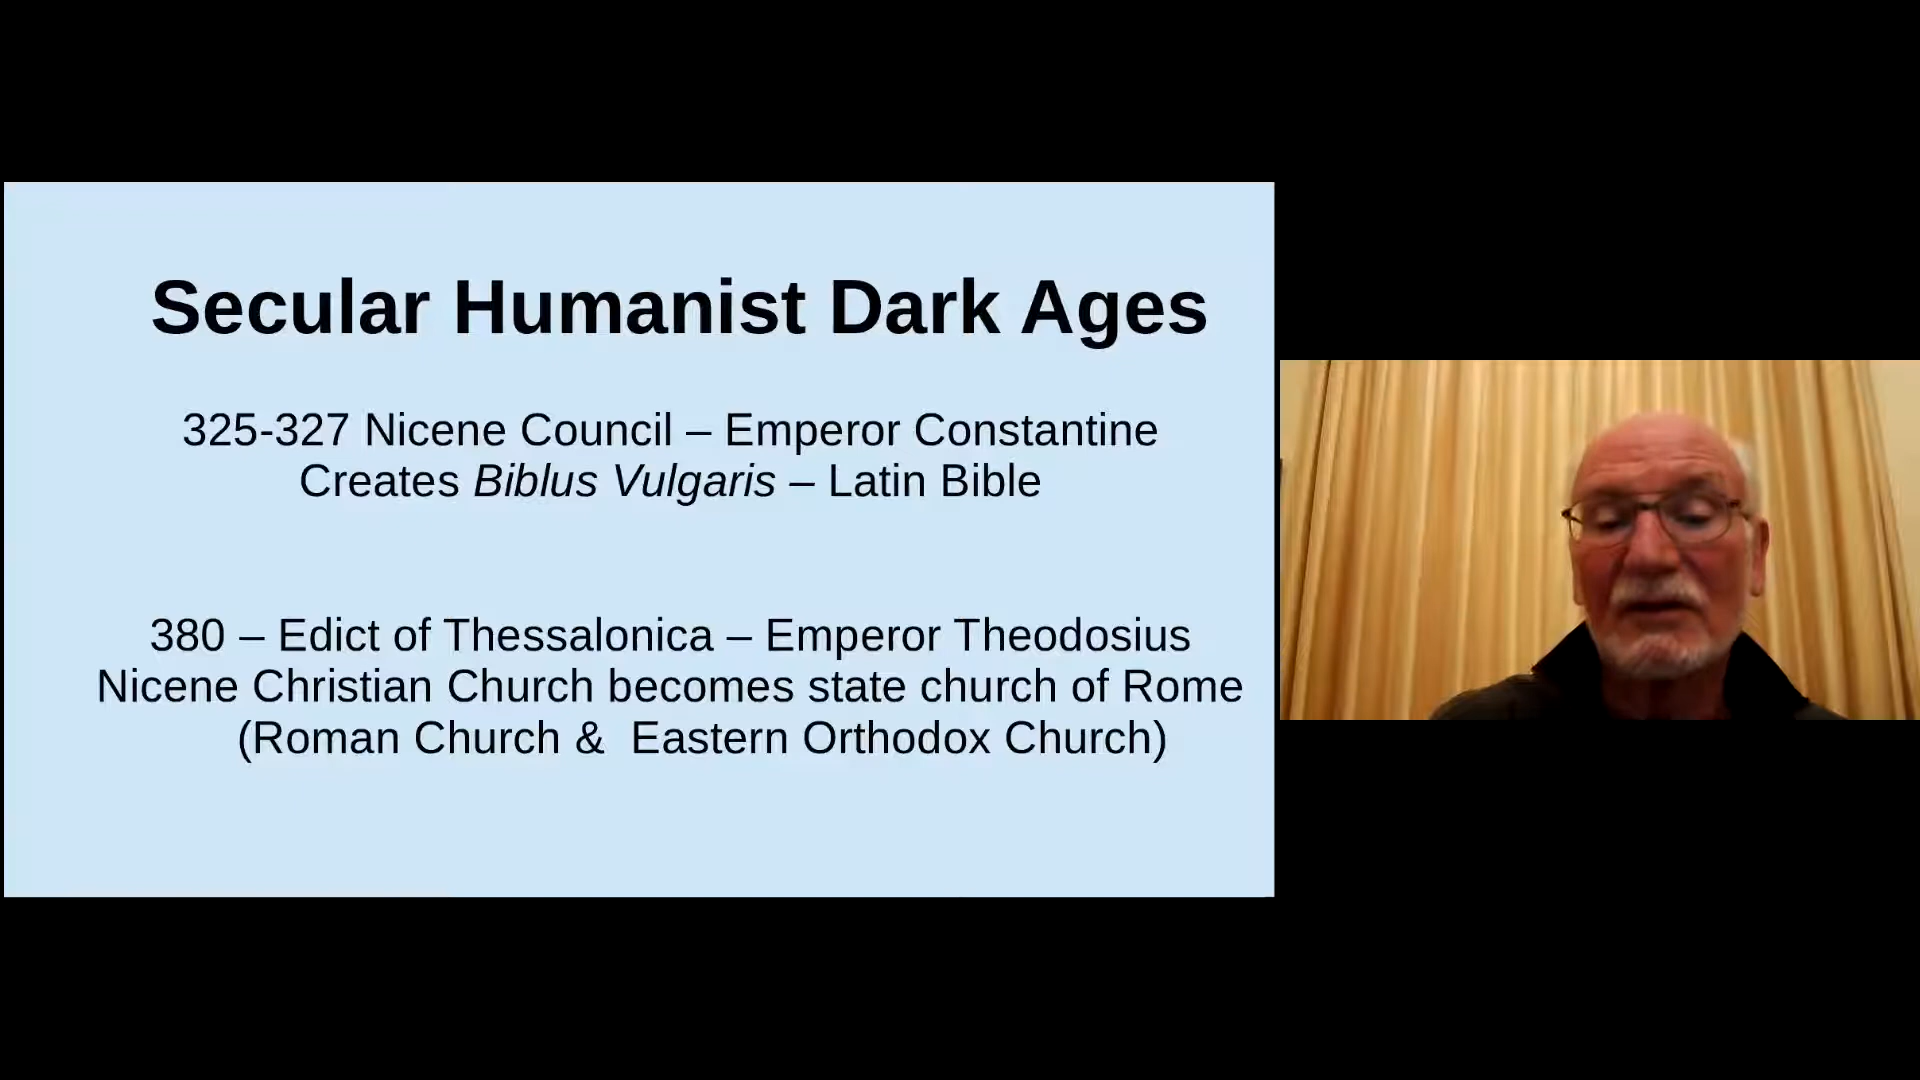 Secular Humanist Dark Ages
325-327 Nicene Council – Emperor Constantine
Creates Biblus Vulgaris – Latin Bible
380 – Edict of Thessalonica – Emperor Theodosius
Nicene Christian Church becomes state church of Rome
(Roman Church & Eastern Orthodox Church)